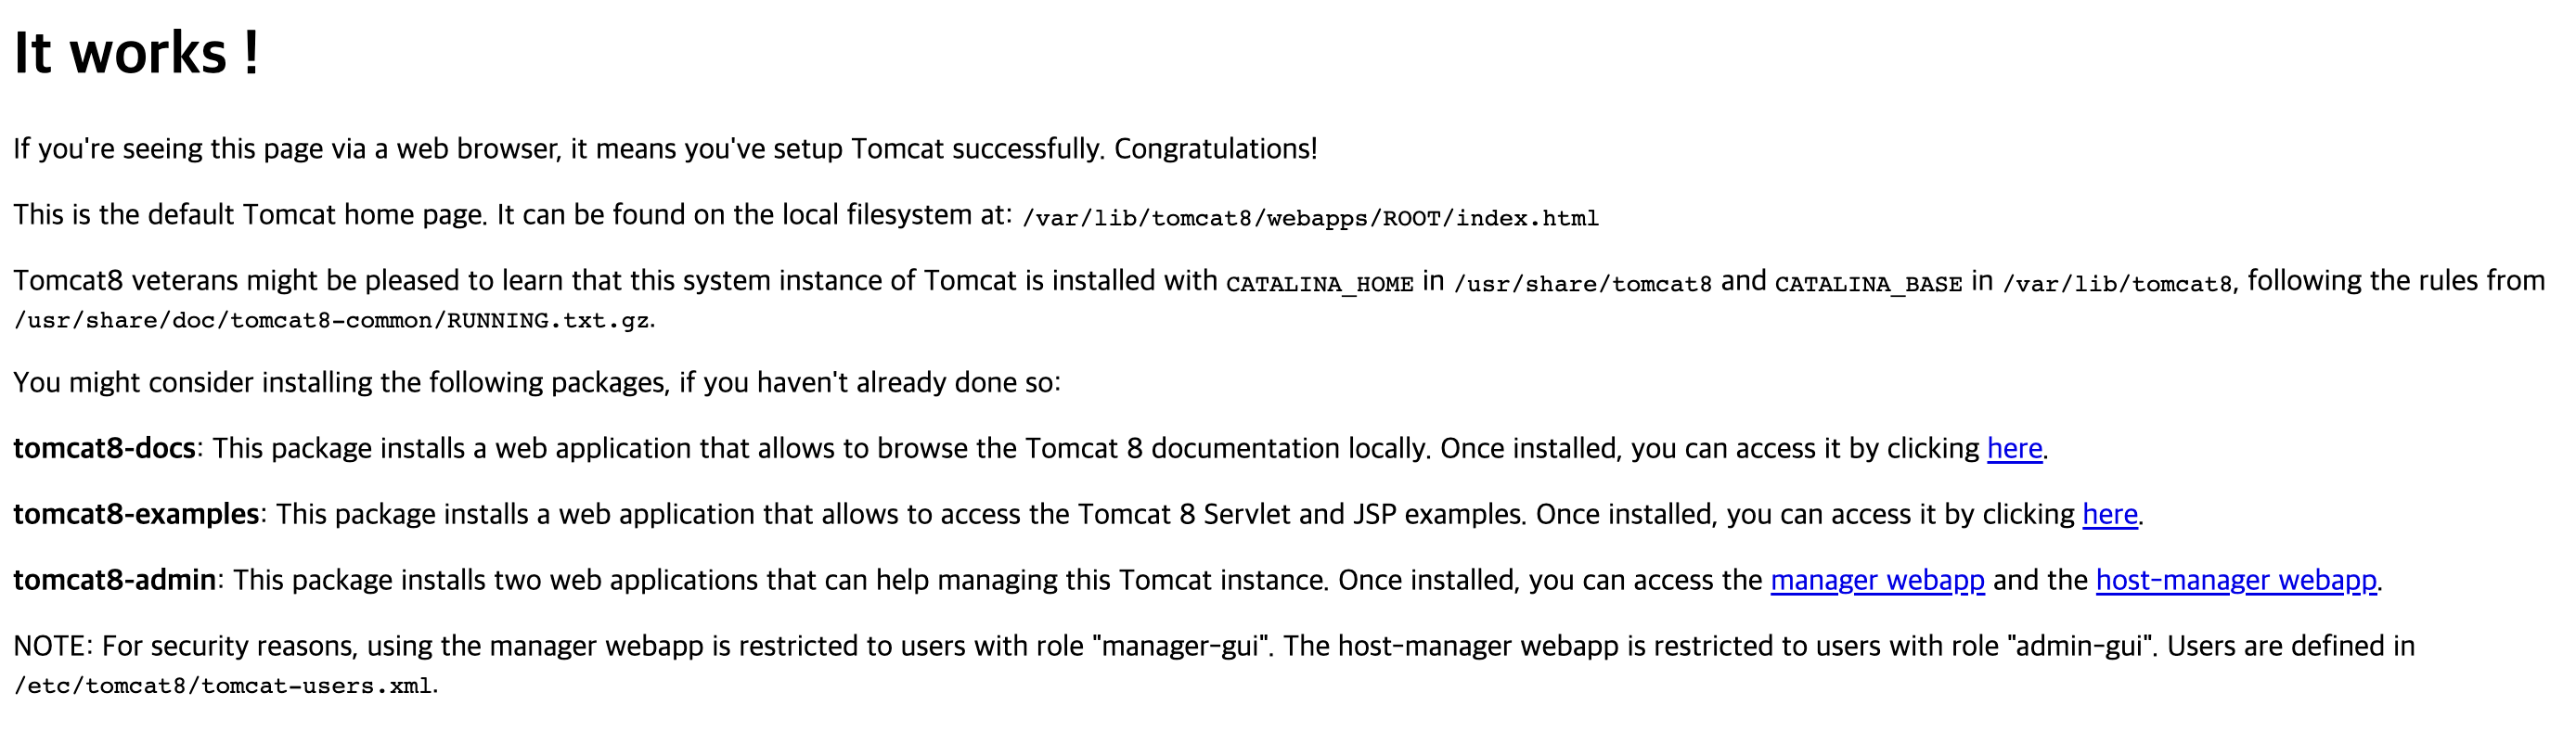 It works !
If you're seeing this page via a web browser, it means you've setup Tomcat successfully. Congratulations!
This is the default Tomcat home page. It can be found on the local filesystem at: /var/lib/tomcat8/webapps/ROOT/index.html
Tomcat8 veterans might be pleased to learn that this system instance of Tomcat is installed with CATALINA_HOME in /usr/share/tomcat8 and CATALINA_BASE in /var/lib/tomcat8, following the rules from
/usr/share/doc/tomcat8-common/RUNNING.txt.gz.
You might consider installing the following packages, if you haven't already done so:
tomcat8-docs: This package installs a web application that allows to browse the Tomcat 8 documentation locally. Once installed, you can access it by clicking here.
tomcat8-examples: This package installs a web application that allows to access the Tomcat 8 Servlet and JSP examples. Once installed, you can access it by clicking here.
tomcat8-admin: This package installs two web applications that can help managing this Tomcat instance. Once installed, you can access the manager webapp and the host-manager webapp.
NOTE: For security reasons, using the manager webapp is restricted to users with role "manager-gui". The host-manager webapp is restricted to users with role "admin-gui". Users are defined in
/etc/tomcat8/tomcat-users.xml.